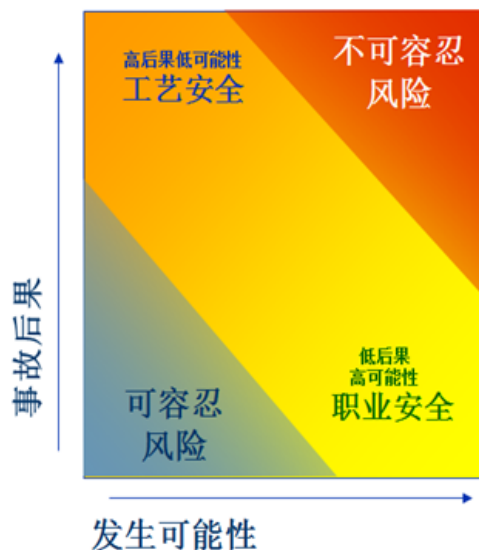 高后果低可能性
工艺安全
不可容忍
风险
事故后果
低后果
高可能性
职业安全
可容忍
风险
发生可能性